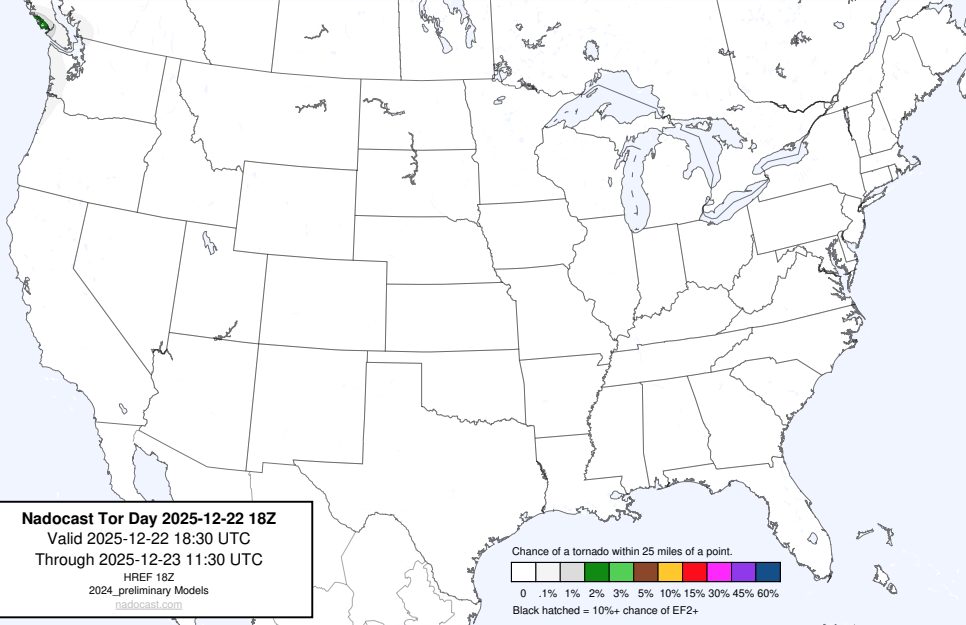 Nadocast Tor Day 2025-12-22 18Z
Valid 2025-12-22 18:30 UTC
Through 2025-12-23 11:30 UTC
HREF 18Z
2024_preliminary Models
nadocast.com
Chance of a tornado within 25 miles of a point.
0 .1% 1% 2% 3% 5% 10% 15% 30% 45% 60%
Black hatched = 10%+ chance of EF2+